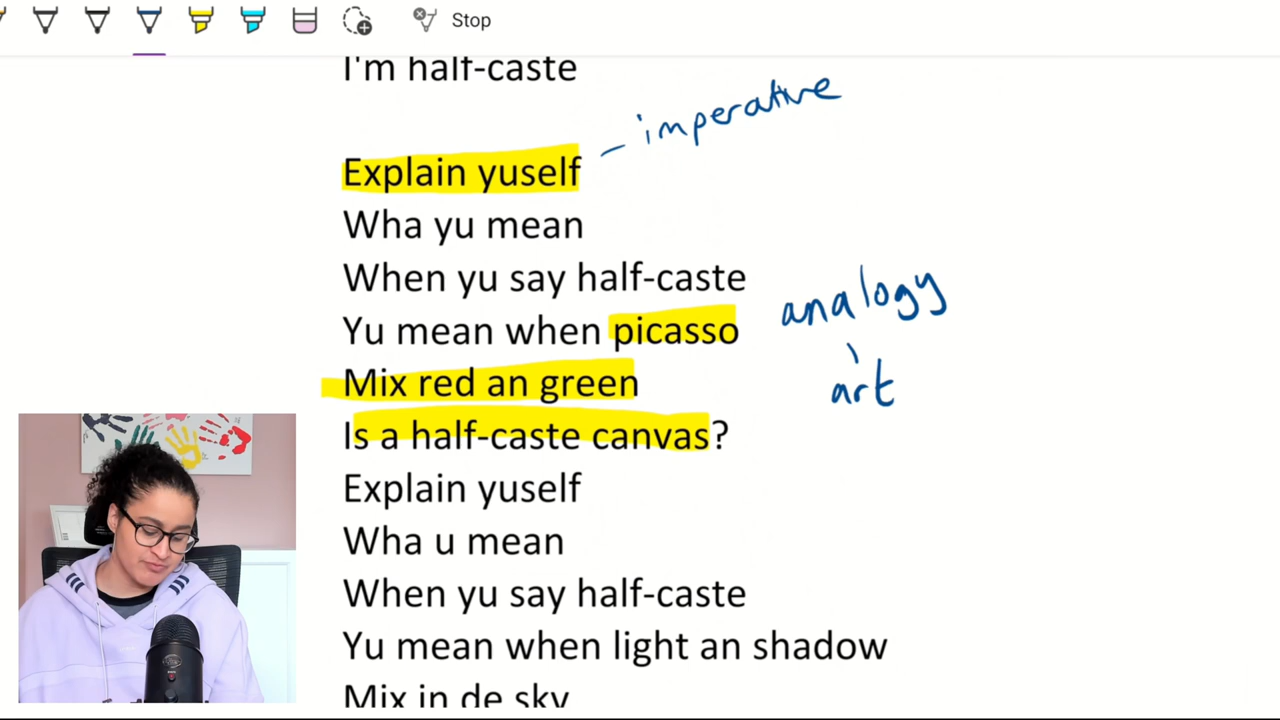 Stop
I'm half-caste
imperative
Explain yuself
Wha yu mean
When yu say half-caste
analogy
Yu mean when picasso
Mix red an green
art
Is a half-caste canvas?
Explain yuself
Wha u mean
When yu say half-caste
Yu mean when light an shadow
Mix in de sky